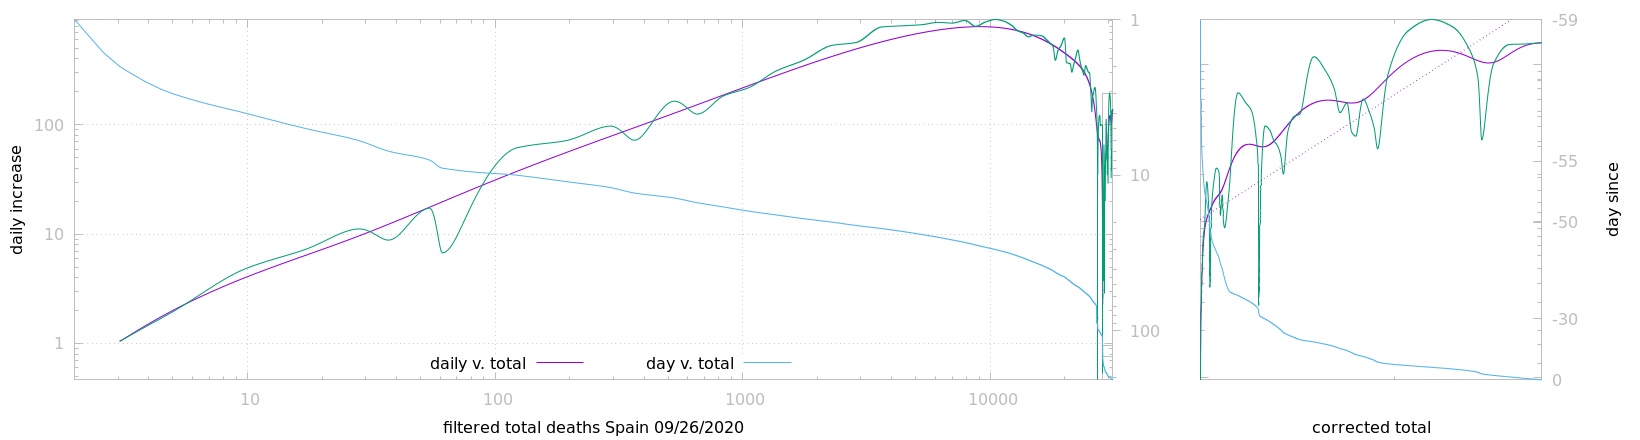 1
-59
100
daily increase
-55
10
10
-50
day since
-30
1
100
daily v. total
day v. total
0
10
100
1000
10000
filtered total deaths Spain 09/26/2020
corrected total